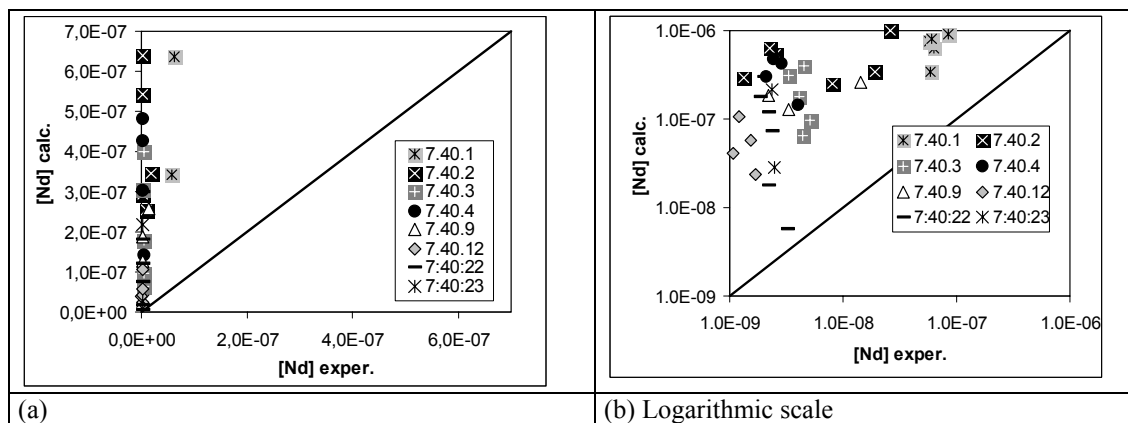 7,0E-07
6,0E-07
5,0E-07
4,0E-07
3,0E-07
2,0E-07
1,0E-07
0,0E+00
[Nd] calc.
0,0E+00 2,0E-07 4,0E-07 6,0E-07
[Nd] exper.
7.40.1
7.40.2
7.40.3
7.40.4
7.40.9
7.40.12
7:40:22
7:40:23
(a)
1.0E-06
1.0E-07
1.0E-08
1.0E-09
[Nd] calc.
1.0E-09 1.0E-08 1.0E-07 1.0E-06
[Nd] exper.
7.40.1 7.40.2
7.40.3 7.40.4
7.40.9 7.40.12
7:40:22 7:40:23
(b) Logarithmic scale